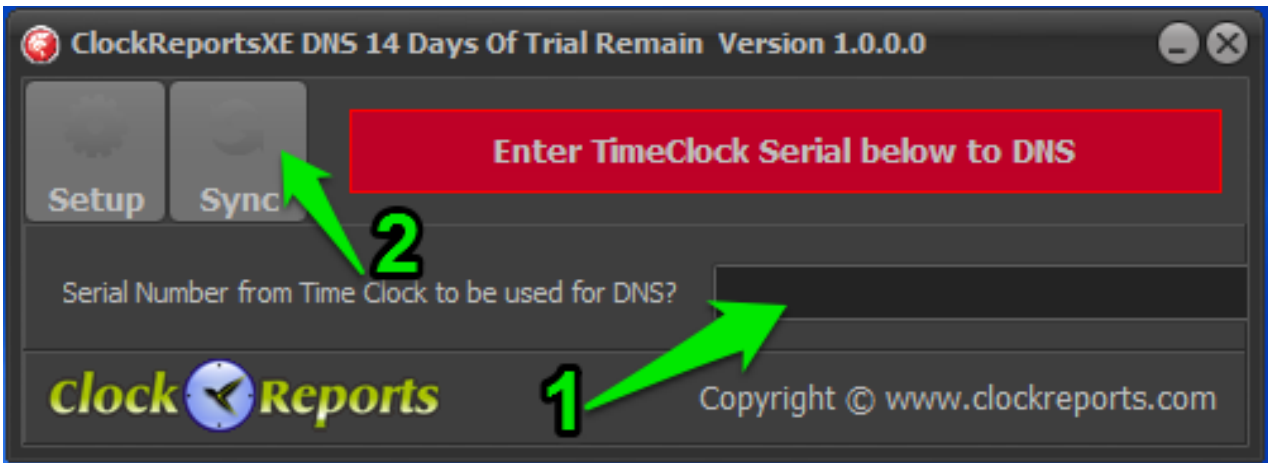 ClockReportsXE DNS 14 Days Of Trial Remain Version 1.0.0.0
Enter TimeClock Serial below to DNS
Setup Sync
2
Serial Number from Time Clock to be used for DNS?
1
Clock Reports
Copyright © www.clockreports.com